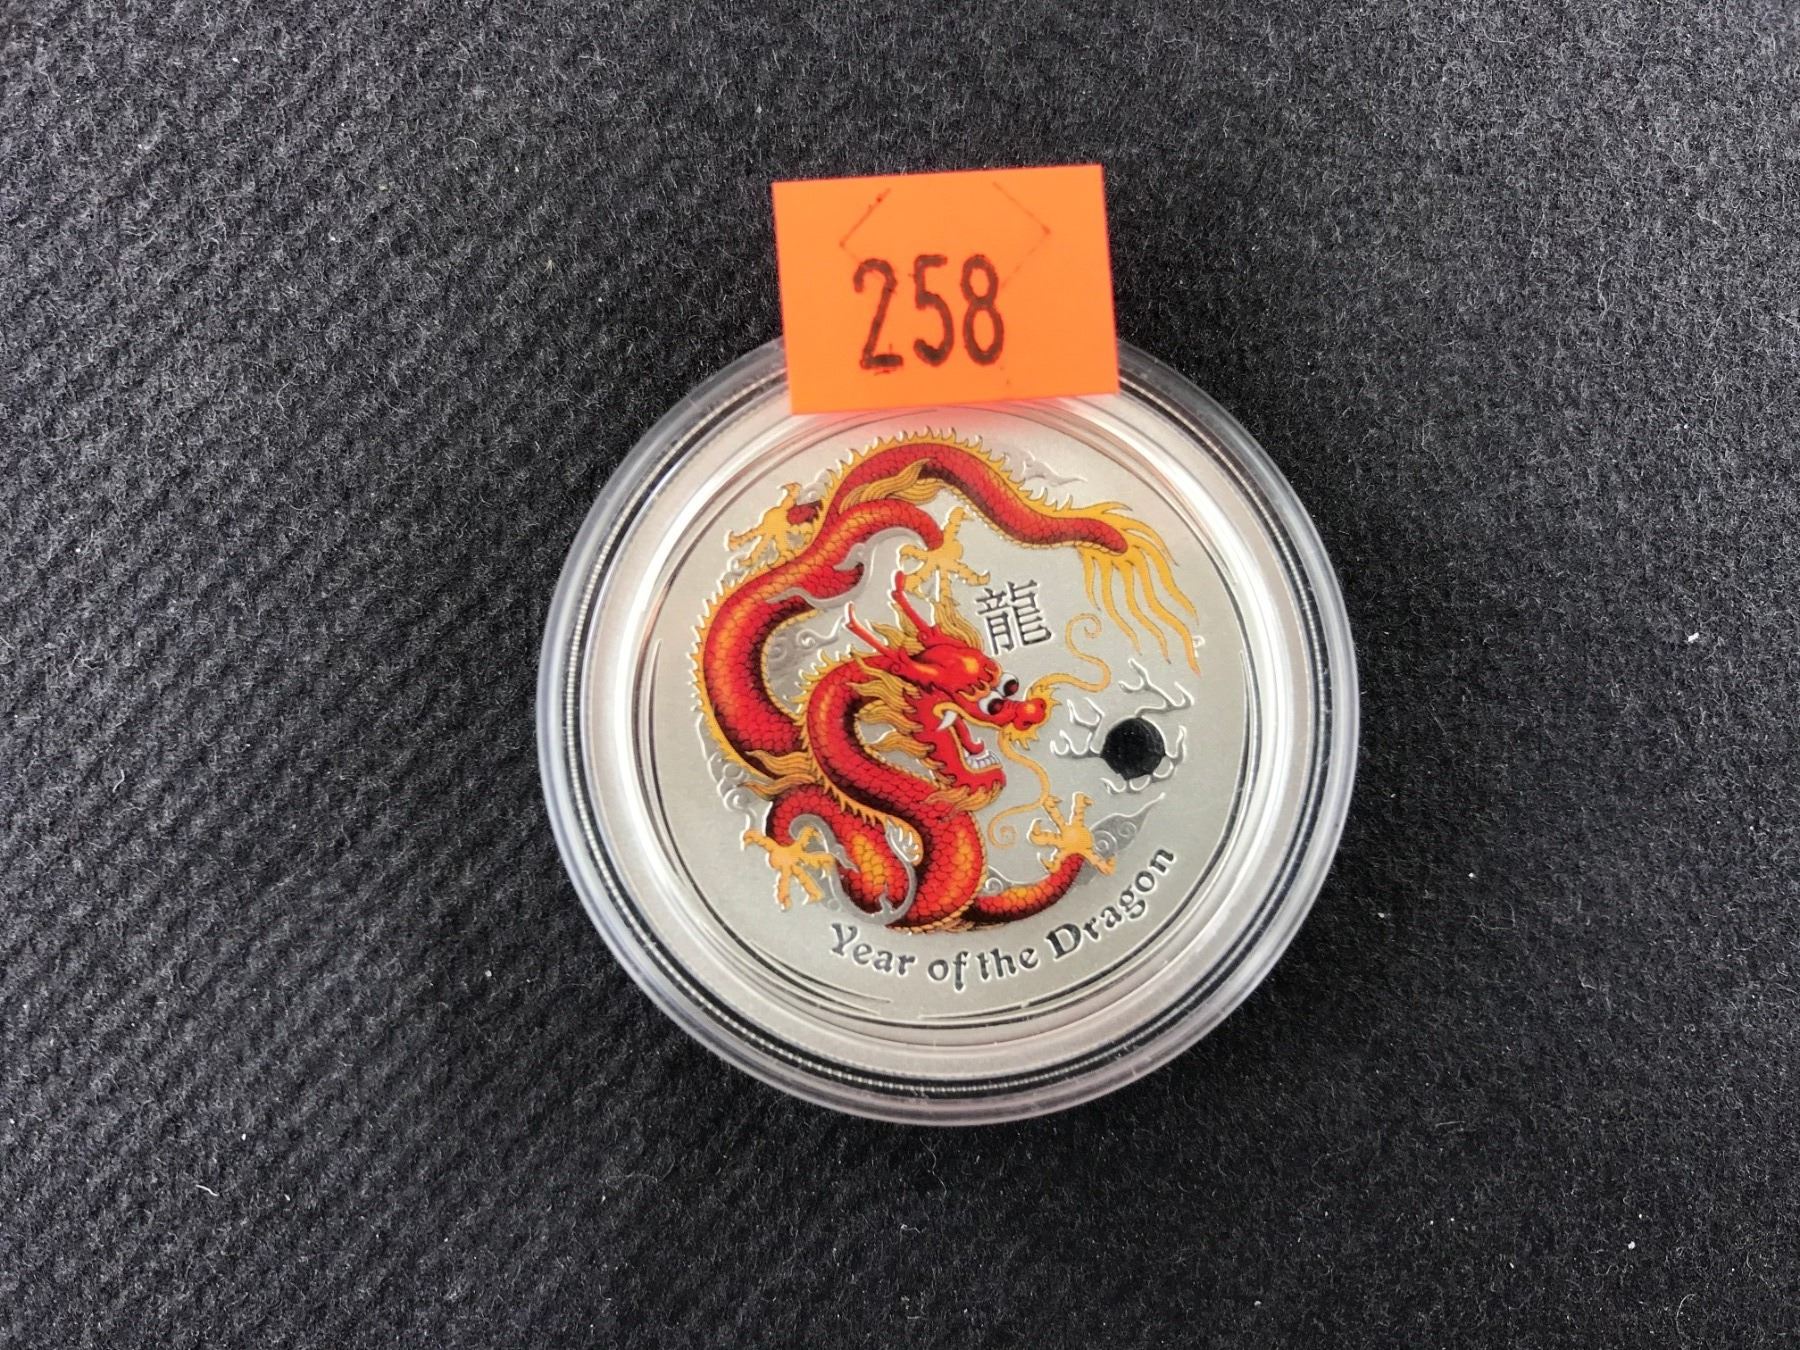 258
龍
Year of the Dragon